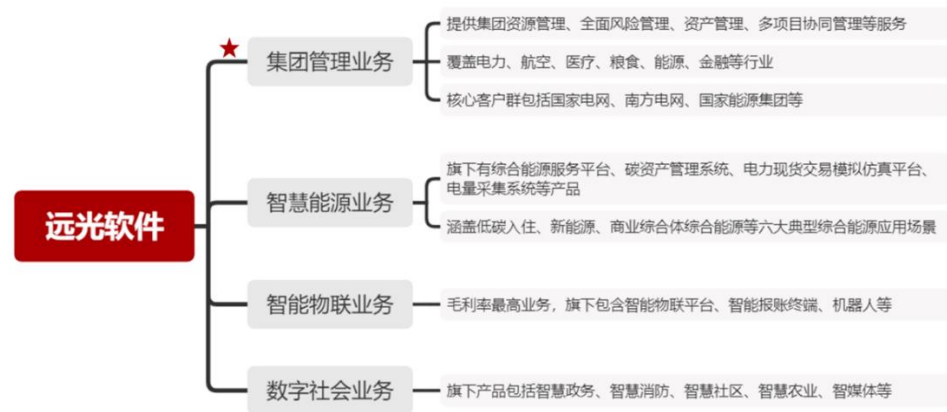 远光软件
集团管理业务
提供集团资源管理、全面风险管理、资产管理、多项目协同管理等服务
覆盖电力、航空、医疗、粮食、能源、金融等行业
核心客户群包括国家电网、南方电网、国家能源集团等
智慧能源业务
旗下有综合能源服务平台、碳资产管理系统、电力现货交易模拟仿真平台、
电量采集系统等产品
涵盖低碳入住、新能源、商业综合体综合能源等六大典型综合能源应用场景
智能物联业务
毛利率最高业务，旗下包含智能物联平台、智能报账终端、机器人等
数字社会业务
旗下产品包括智慧政务、智慧消防、智慧社区、智慧农业、智媒体等